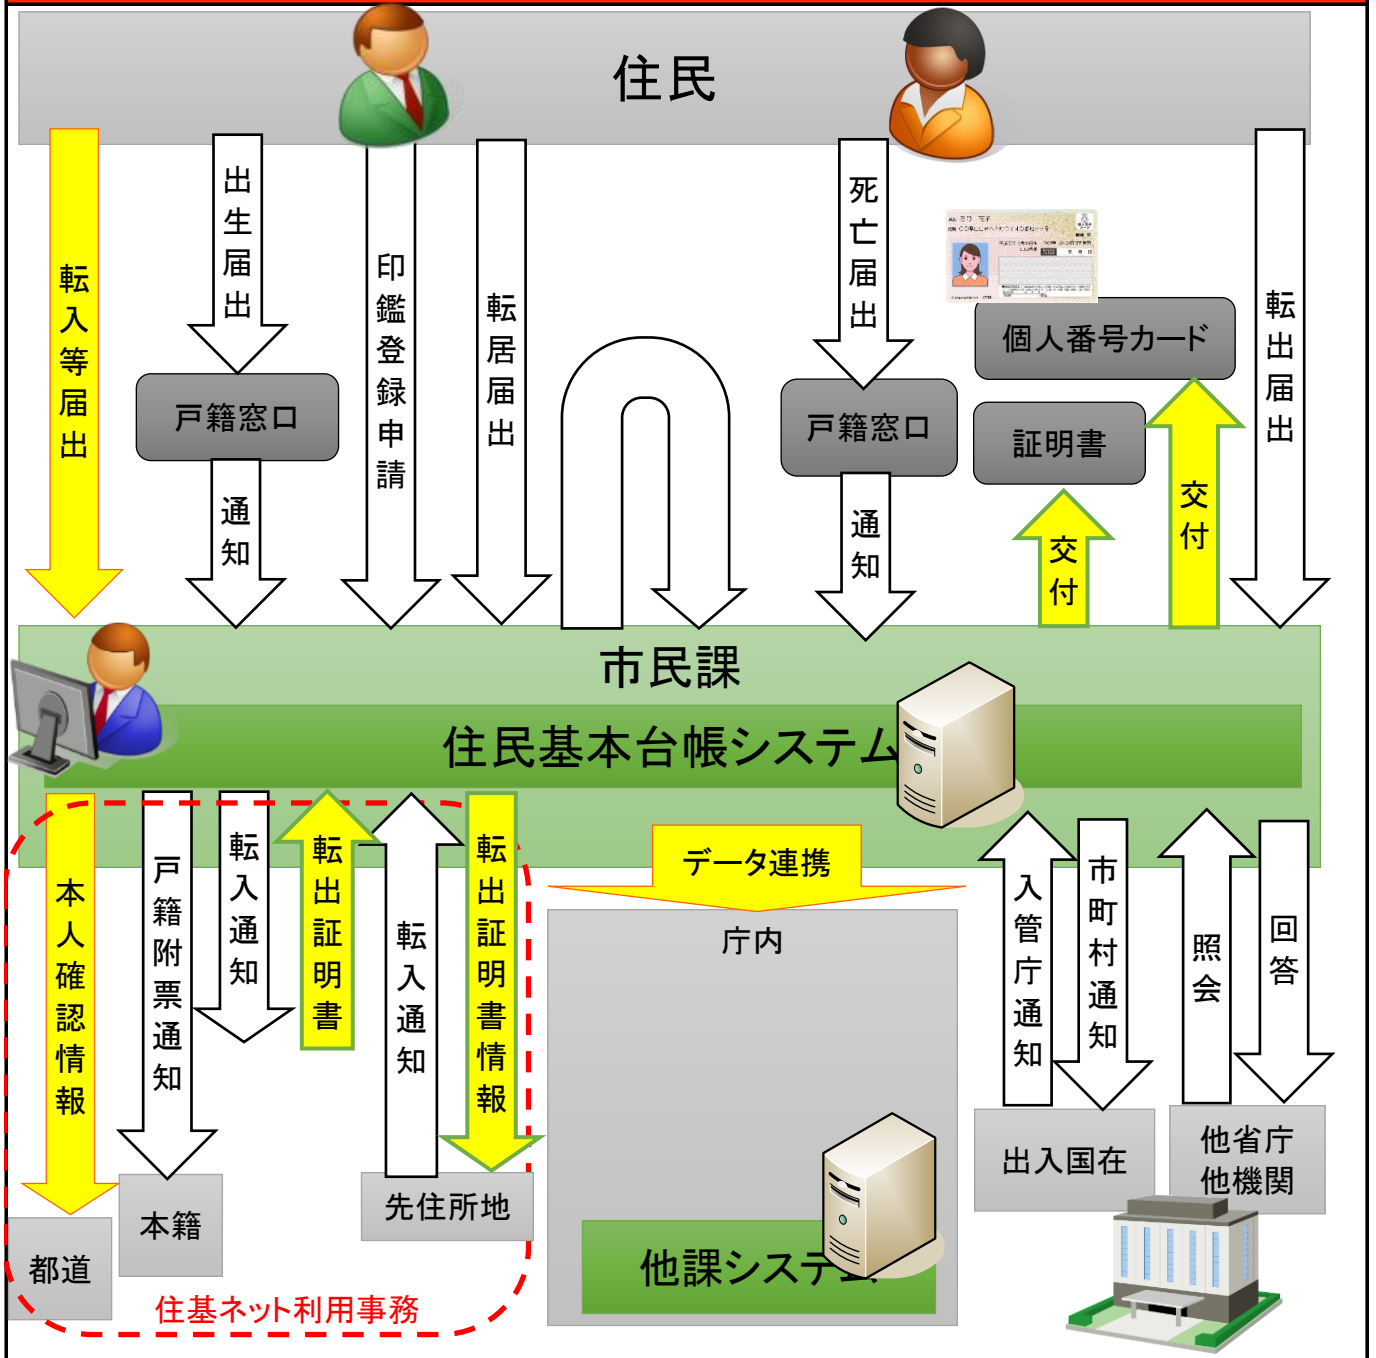 住民
転入等届出
出生届出
印鑑登録申請
転居届出
死亡届出
転出届出
個人番号カード
戸籍窓口
戸籍窓口
証明書
通知
通知
交付
交付
市民課
住民基本台帳システム
データ連携
本人確認情報
戸籍附票通知
転入通知
転出証明書
転入通知
転出証明書情報
庁内
入管庁通知
市町村通知
照会
回答
出入国在
他省庁
他機関
先住所地
本籍
都道
他課システム
住基ネット利用事務